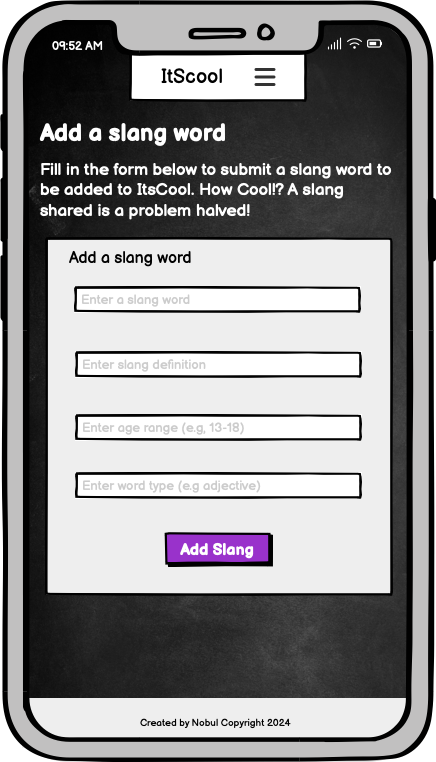 09:52 AM
ItScool
Add a slang word
Fill in the form below to submit a slang word to
be added to ItsCool. How Cool!? A slang
shared is a problem halved!
Add a slang word
Enter a slang word
Enter slang definition
Enter age range (e.g, 13-18)
Enter word type (e.g adjective)
Add Slang
Created by Nobul Copyright 2024